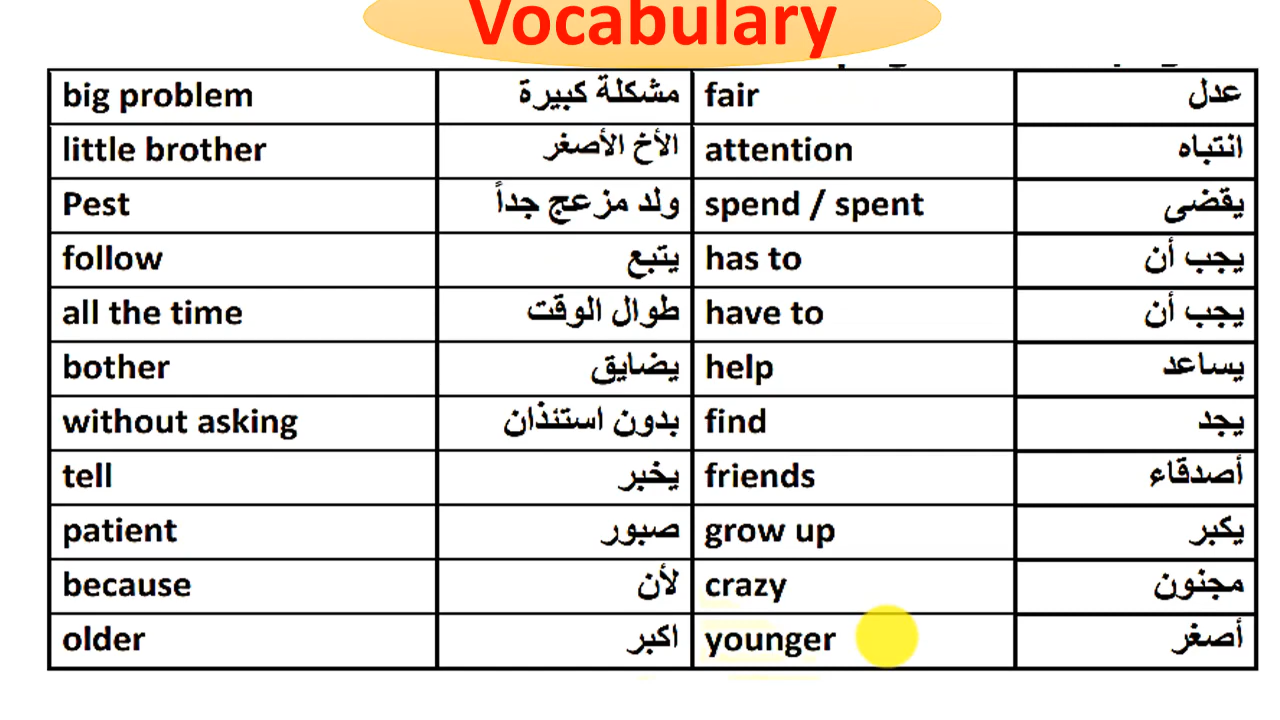 Vocabulary
big problem مشكلة كبيرة fair عدل
little brother الأخ الأصغر attention انتباه
Pest ولد مزعج جداً spend / spent يقضى
follow يتبع has to يجب أن
all the time طوال الوقت have to يجب أن
bother يضايق help يساعد
without asking بدون استئذان find يجد
tell يخبر friends أصدقاء
patient صبور grow up يكبر
because لأن crazy مجنون
older اكبر younger أصغر